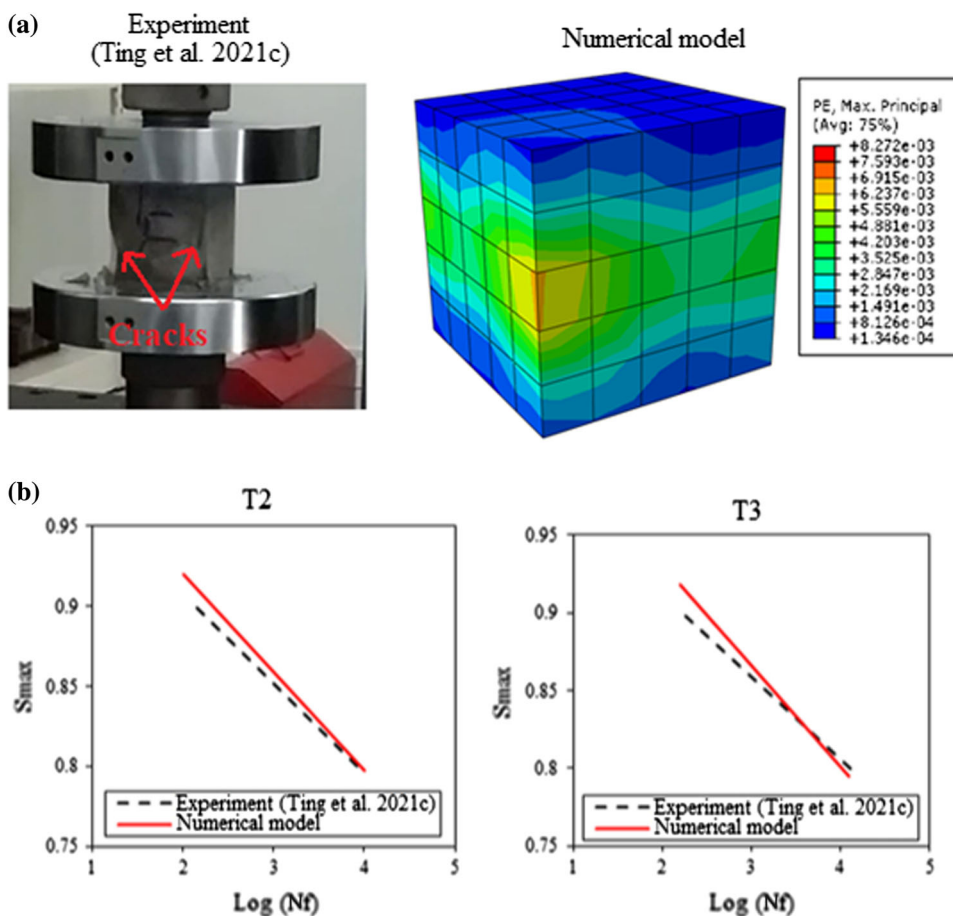 (a)
Experiment
(Ting et al. 2021c)
Numerical model
Cracks
PE, Max. Principal
(Avg: 75%)
+8.272e-03
+7.593e-03
+6.915e-03
+6.237e-03
+5.559e-03
+4.881e-03
+4.203e-03
+3.525e-03
+2.847e-03
+2.169e-03
+1.491e-03
+8.126e-04
+1.346e-04
(b)
T2
0.95
0.9
0.85
0.8
0.75
Smax
Experiment (Ting et al. 2021c)
Numerical model
1 2 3 4 5
Log (Nf)
T3
0.95
0.9
0.85
0.8
0.75
Smax
Experiment (Ting et al. 2021c)
Numerical model
1 2 3 4 5
Log (Nf)